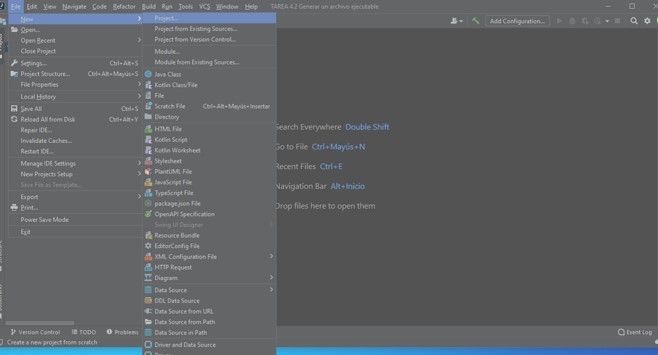 File Edit View Navigate Code Refactor Build Run Tools VCS Window Help TAREA 4.2 Generar an archivo ejecutable
New
Open...
Open Recent
Close Project
Settings... Ctrl+Alt+S
Project Structure... Ctrl+Alt+Mayús+S
File Properties
Local History
Save All Ctrl+S
Reload All from Disk Ctrl+Alt+Y
Repair IDE...
Invalidate Caches...
Restart IDE...
Manage IDE Settings
New Projects Setup
Save File as Template...
Export
Print...
Power Save Mode
Exit
Project...
Project from Existing Sources...
Project from Version Control...
Module...
Module from Existing Sources...
Java Class
Kotlin Class/File
File
Scratch File Ctrl+Alt+Mayús+Insertar
Directory
HTML File
Kotlin Script
Kotlin Worksheet
Stylesheet
PlantUML File
JavaScript File
TypeScript File
package.json File
OpenAPI Specification
Swing UI Designer
Resource Bundle
EditorConfig File
XML Configuration File
HTTP Request
Diagram
Data Source
DDL Data Source
Data Source from URL
Data Source from Path
Data Source in Path
Driver and Data Source
Add Configuration...
Search Everywhere Double Shift
Go to File Ctrl+Mayús+N
Recent Files Ctrl+E
Navigation Bar Alt+Inicio
Drop files here to open them
Version Control TODO Problems Event Log
Create a new project from scratch